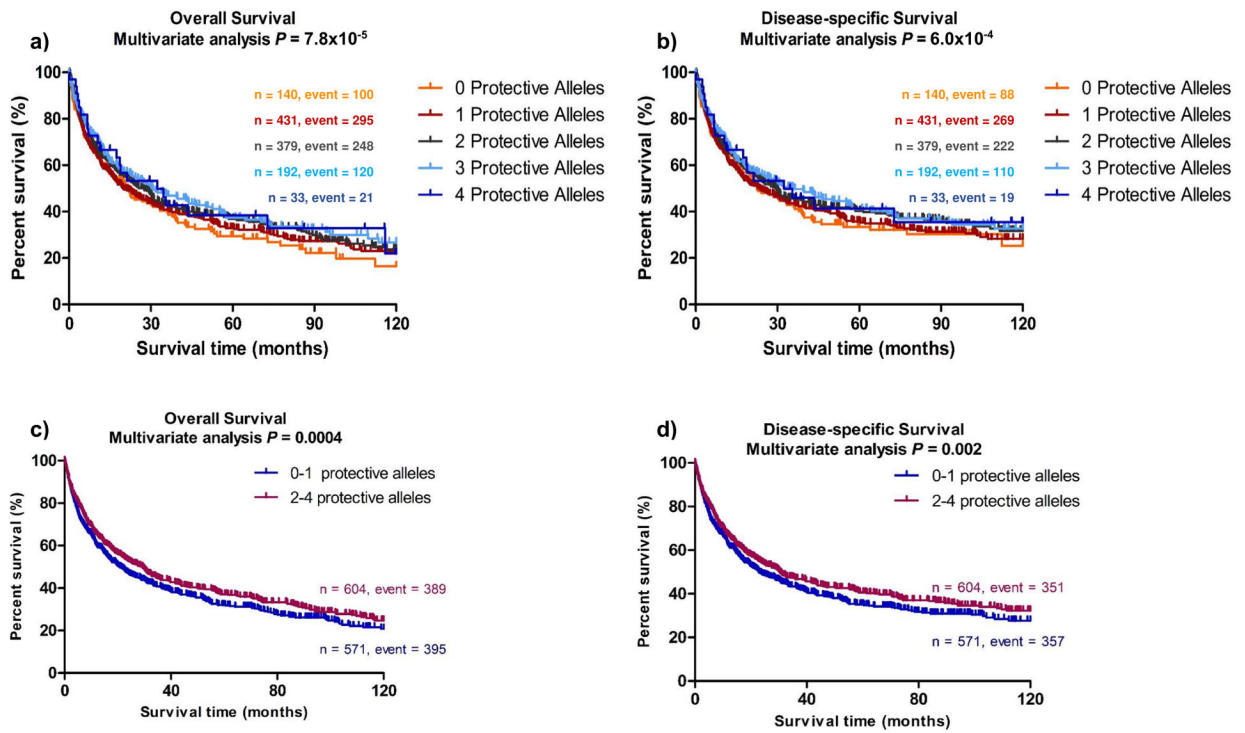 a)
Overall Survival
Multivariate analysis P = 7.8x10-5
Percent survival (%)
100
80
60
40
20
0
0 30 60 90 120
Survival time (months)
n = 140, event = 100
n = 431, event = 295
n = 379, event = 248
n = 192, event = 120
n = 33, event = 21
0 Protective Alleles
1 Protective Alleles
2 Protective Alleles
3 Protective Alleles
4 Protective Alleles
b)
Disease-specific Survival
Multivariate analysis P = 6.0x10-4
Percent survival (%)
100
80
60
40
20
0
0 30 60 90 120
Survival time (months)
n = 140, event = 88
n = 431, event = 269
n = 379, event = 222
n = 192, event = 110
n = 33, event = 19
0 Protective Alleles
1 Protective Alleles
2 Protective Alleles
3 Protective Alleles
4 Protective Alleles
c)
Overall Survival
Multivariate analysis P = 0.0004
Percent survival (%)
100
80
60
40
20
0
0 40 80 120
Survival time (months)
0-1 protective alleles
2-4 protective alleles
n = 604, event = 389
n = 571, event = 395
d)
Disease-specific Survival
Multivariate analysis P = 0.002
Percent survival (%)
100
80
60
40
20
0
0 40 80 120
Survival time (months)
0-1 protective alleles
2-4 protective alleles
n = 604, event = 351
n = 571, event = 357